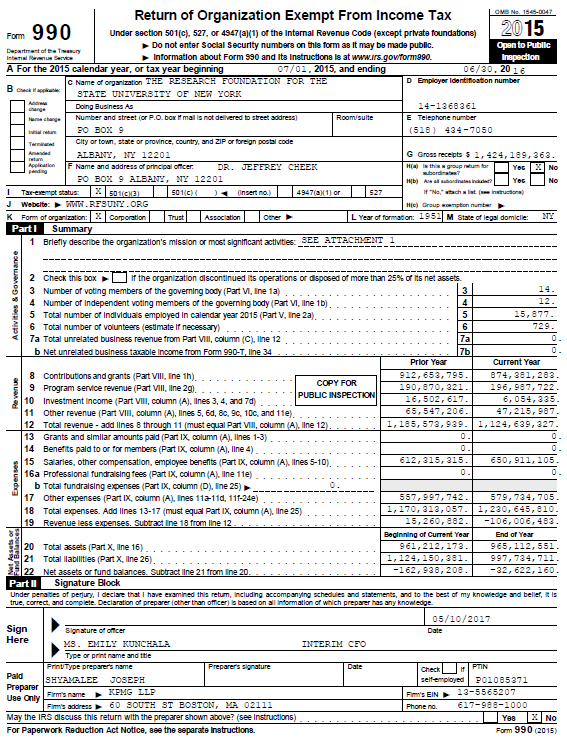 OMB No. 1545-0047
Form 990
Return of Organization Exempt From Income Tax
2015
Under section 501(c), 527, or 4947(a)(1) of the Internal Revenue Code (except private foundations)
► Do not enter Social Security numbers on this form as it may be made public.
Open to Public Inspection
Department of the Treasury
Internal Revenue Service
► Information about Form 990 and its instructions is at www.irs.gov/form990.
A For the 2015 calendar year, or tax year beginning 07/01, 2015, and ending 06/30, 2016
B Check if applicable:
Address change
Name change
Initial return
Terminated
Amended return
Application pending
C Name of organization THE RESEARCH FOUNDATION FOR THE
STATE UNIVERSITY OF NEW YORK
Doing Business As
Number and street (or P.O. box if mail is not delivered to street address) Room/suite
PO BOX 9
City or town, state or province, country, and ZIP or foreign postal code
ALBANY, NY 12201
D Employer identification number
14-1368361
E Telephone number
(518) 434-7050
G Gross receipts $ 1,424,189,363.
F Name and address of principal officer: DR. JEFFREY CHEEK
PO BOX 9 ALBANY, NY 12201
H(a) Is this a group return for subordinates? Yes X No
H(b) Are all subordinates included? Yes No
If "No," attach a list. (see instructions)
I Tax-exempt status: X 501(c)(3) 501(c) ( ) ◄ (insert no.) 4947(a)(1) or 527
J Website: ► WWW.RFSUNY.ORG
H(c) Group exemption number ►
K Form of organization: X Corporation Trust Association Other ►
L Year of formation: 1951 M State of legal domicile: NY
Part I Summary
Activities & Governance
1 Briefly describe the organization's mission or most significant activities: SEE ATTACHMENT 1
2 Check this box ► if the organization discontinued its operations or disposed of more than 25% of its net assets.
3 Number of voting members of the governing body (Part VI, line 1a) 3 14.
4 Number of independent voting members of the governing body (Part VI, line 1b) 4 12.
5 Total number of individuals employed in calendar year 2015 (Part V, line 2a) 5 15,877.
6 Total number of volunteers (estimate if necessary) 6 729.
7a Total unrelated business revenue from Part VIII, column (C), line 12 7a 0.
b Net unrelated business taxable income from Form 990-T, line 34 7b 0.
Prior Year Current Year
Revenue
8 Contributions and grants (Part VIII, line 1h) 912,653,795. 874,381,283.
9 Program service revenue (Part VIII, line 2g) 190,870,321. 196,987,722.
10 Investment income (Part VIII, column (A), lines 3, 4, and 7d) 16,502,617. 6,054,335.
11 Other revenue (Part VIII, column (A), lines 5, 6d, 8c, 9c, 10c, and 11e) 65,547,206. 47,215,987.
12 Total revenue - add lines 8 through 11 (must equal Part VIII, column (A), line 12) 1,185,573,939. 1,124,639,327.
COPY FOR PUBLIC INSPECTION
Expenses
13 Grants and similar amounts paid (Part IX, column (A), lines 1-3) 0. 0.
14 Benefits paid to or for members (Part IX, column (A), line 4) 0. 0.
15 Salaries, other compensation, employee benefits (Part IX, column (A), lines 5-10) 612,315,315. 650,911,105.
16a Professional fundraising fees (Part IX, column (A), line 11e) 0. 0.
b Total fundraising expenses (Part IX, column (D), line 25) ► 0.
17 Other expenses (Part IX, column (A), lines 11a-11d, 11f-24e) 557,997,742. 579,734,705.
18 Total expenses. Add lines 13-17 (must equal Part IX, column (A), line 25) 1,170,313,057. 1,230,645,810.
19 Revenue less expenses. Subtract line 18 from line 12 15,260,882. -106,006,483.
Beginning of Current Year End of Year
Net Assets or Fund Balances
20 Total assets (Part X, line 16) 961,212,173. 965,112,551.
21 Total liabilities (Part X, line 26) 1,124,150,381. 997,734,711.
22 Net assets or fund balances. Subtract line 21 from line 20 -162,938,208. -32,622,160.
Part II Signature Block
Under penalties of perjury, I declare that I have examined this return, including accompanying schedules and statements, and to the best of my knowledge and belief, it is
true, correct, and complete. Declaration of preparer (other than officer) is based on all information of which preparer has any knowledge.
Sign Here
05/10/2017
Signature of officer Date
MS. EMILY KUNCHALA INTERIM CFO
Type or print name and title
Paid Preparer Use Only
Print/Type preparer's name Preparer's signature Date Check if self-employed PTIN
SHYAMALEE JOSEPH P01085371
Firm's name ► KPMG LLP Firm's EIN ► 13-5565207
Firm's address ► 60 SOUTH ST BOSTON, MA 02111 Phone no. 617-988-1000
May the IRS discuss this return with the preparer shown above? (see instructions) Yes X No
For Paperwork Reduction Act Notice, see the separate instructions. Form 990 (2015)